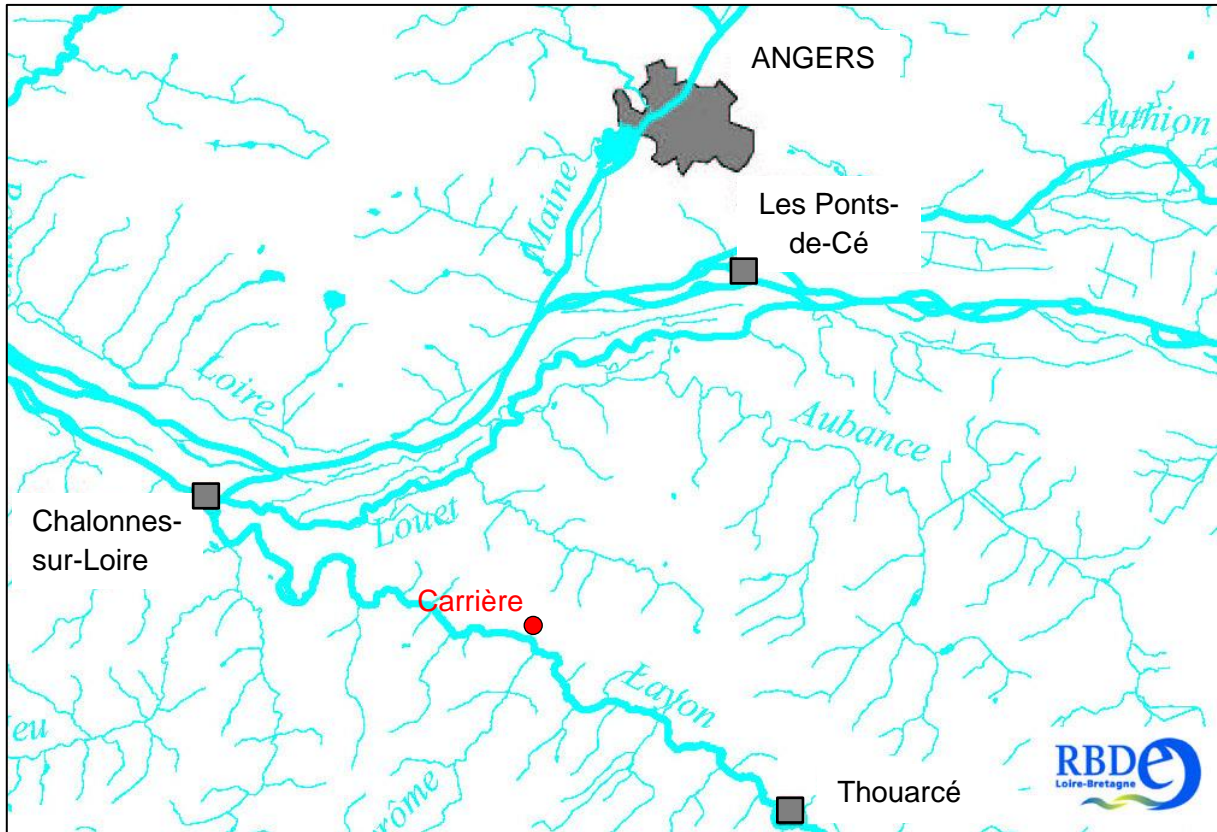 ANGERS
Authion
Les Ponts-
de-Cé
Maine
Loire
Aubance
Chalonnes-
sur-Loire
Louet
Carrière
Layon
RBDe
Loire-Bretagne
Thouarcé